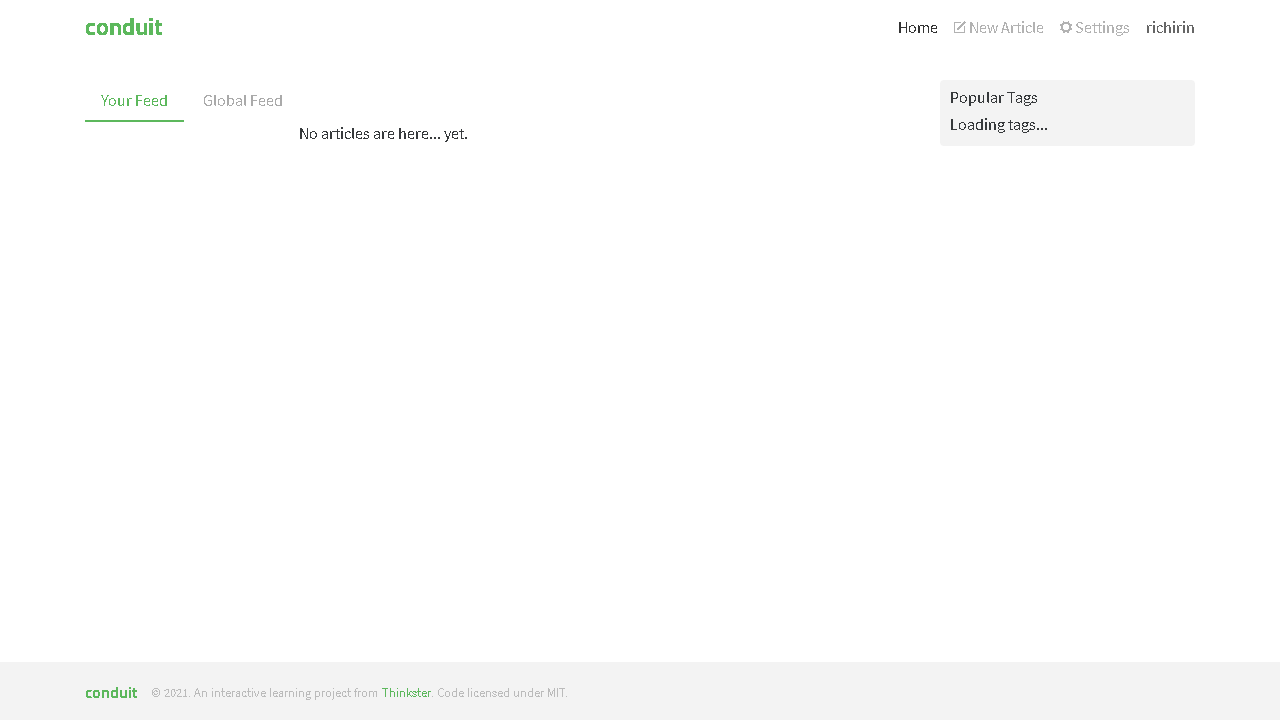 conduit
Home New Article Settings richirin
Your Feed Global Feed
No articles are here... yet.
Popular Tags
Loading tags...
conduit © 2021. An interactive learning project from Thinkster. Code licensed under MIT.